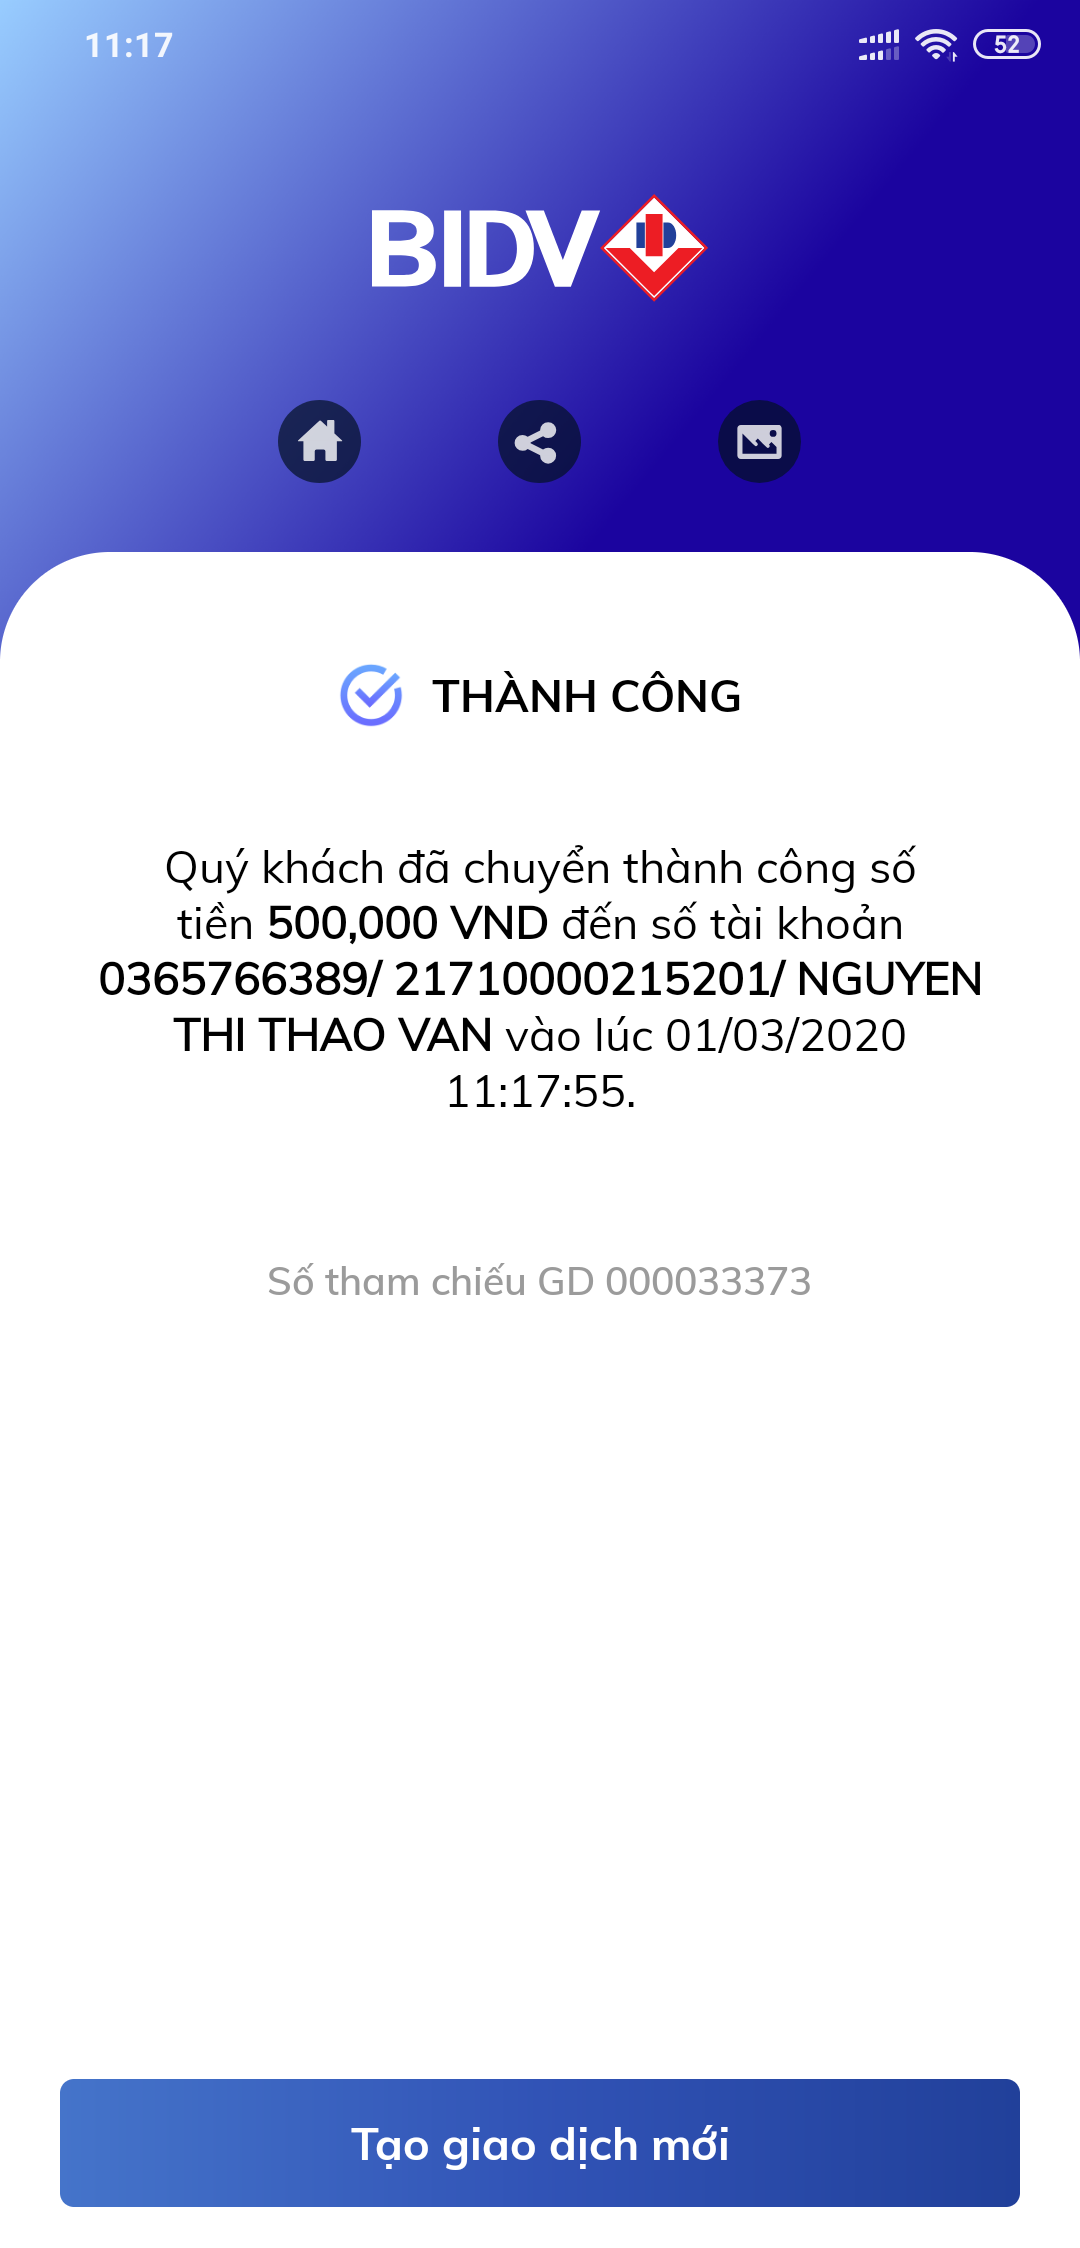 11:17
52
BIDV
THÀNH CÔNG
Quý khách đã chuyển thành công số
tiền 500,000 VND đến số tài khoản
0365766389/ 21710000215201/ NGUYEN
THI THAO VAN vào lúc 01/03/2020
11:17:55.
Số tham chiếu GD 000033373
Tạo giao dịch mới